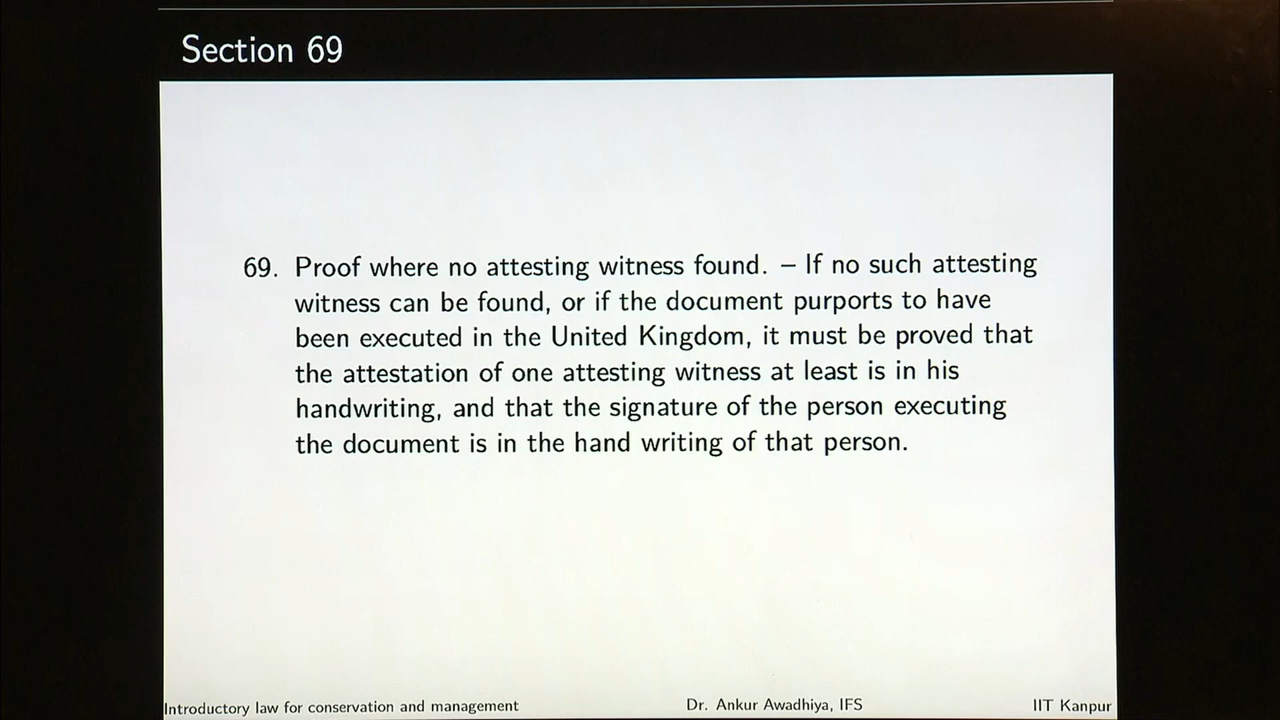 Section 69
69. Proof where no attesting witness found. – If no such attesting
witness can be found, or if the document purports to have
been executed in the United Kingdom, it must be proved that
the attestation of one attesting witness at least is in his
handwriting, and that the signature of the person executing
the document is in the hand writing of that person.
Introductory law for conservation and management Dr. Ankur Awadhiya, IFS IIT Kanpur